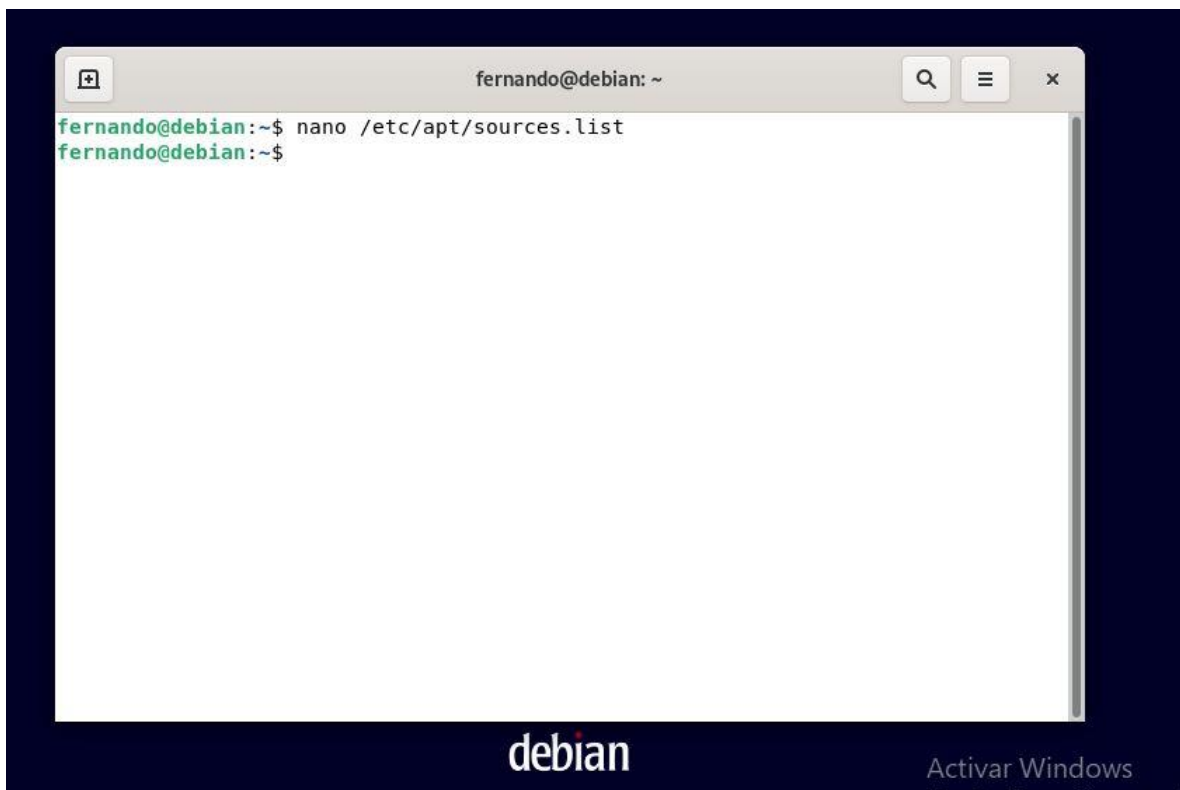 fernando@debian: ~
fernando@debian:~$ nano /etc/apt/sources.list
fernando@debian:~$
debian
Activar Windows